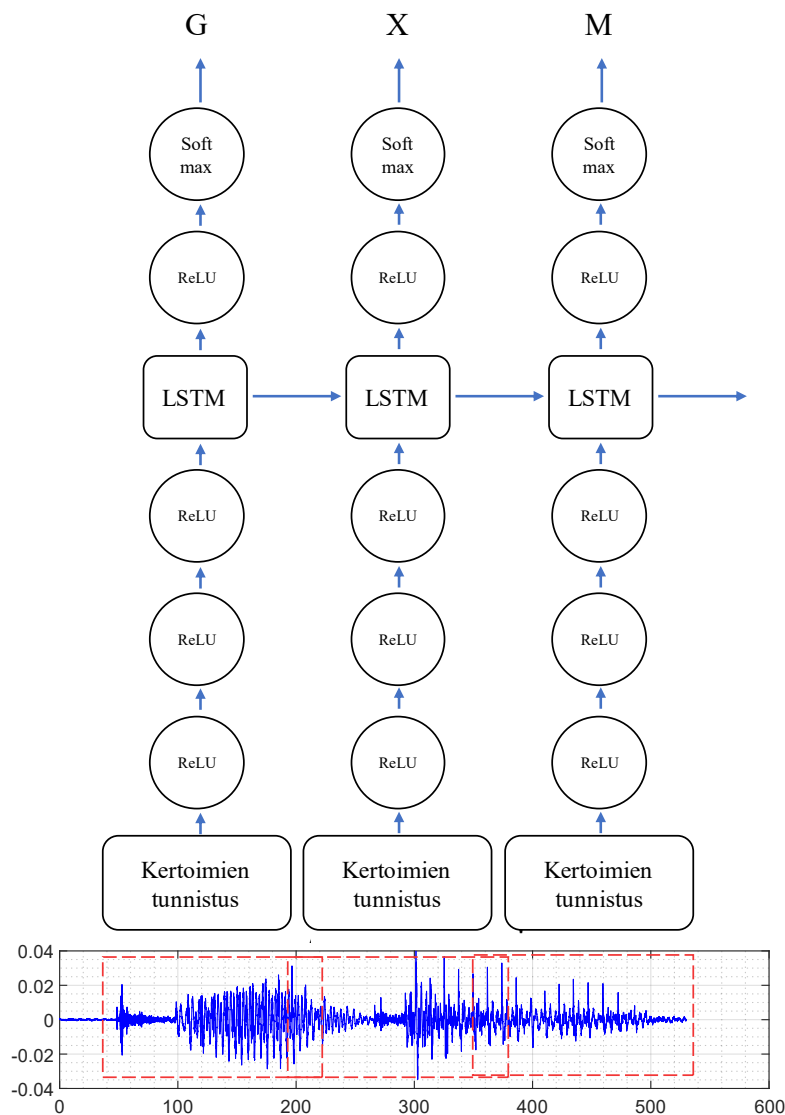 G X M
Soft Soft Soft
max max max
ReLU ReLU ReLU
LSTM LSTM LSTM
ReLU ReLU ReLU
ReLU ReLU ReLU
ReLU ReLU ReLU
Kertoimien Kertoimien Kertoimien
tunnistus tunnistus tunnistus
0.04
0.02
0
-0.02
-0.04
0 100 200 300 400 500 600